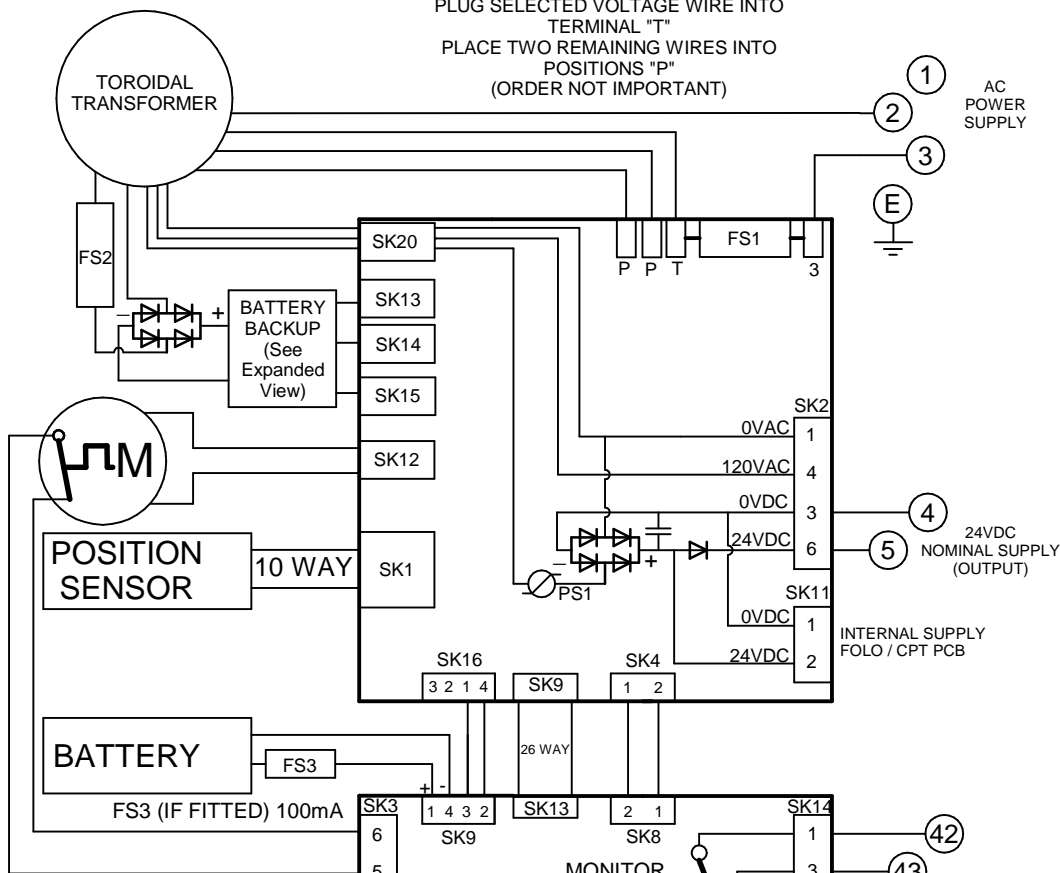 PLUG SELECTED VOLTAGE WIRE INTO
TERMINAL "T"
PLACE TWO REMAINING WIRES INTO
POSITIONS "P"
(ORDER NOT IMPORTANT)
TOROIDAL
TRANSFORMER
1
2
3
E
AC
POWER
SUPPLY
FS2
SK20
P P T
FS1
3
– +
BATTERY
BACKUP
(See
Expanded
View)
SK13
SK14
SK15
M
SK12
SK2
0VAC 1
120VAC 4
0VDC 3
24VDC 6
4
5
24VDC
NOMINAL SUPPLY
(OUTPUT)
– +
PS1
POSITION
SENSOR
10 WAY
SK1
SK11
0VDC 1
24VDC 2
INTERNAL SUPPLY
FOLO / CPT PCB
SK16
3 2 1 4
SK9
SK4
1 2
26 WAY
BATTERY
FS3
+ -
FS3 (IF FITTED) 100mA
SK3
6
5
1 4 3 2
SK9
SK13
2 1
SK8
MONITOR
SK14
1
3
42
43